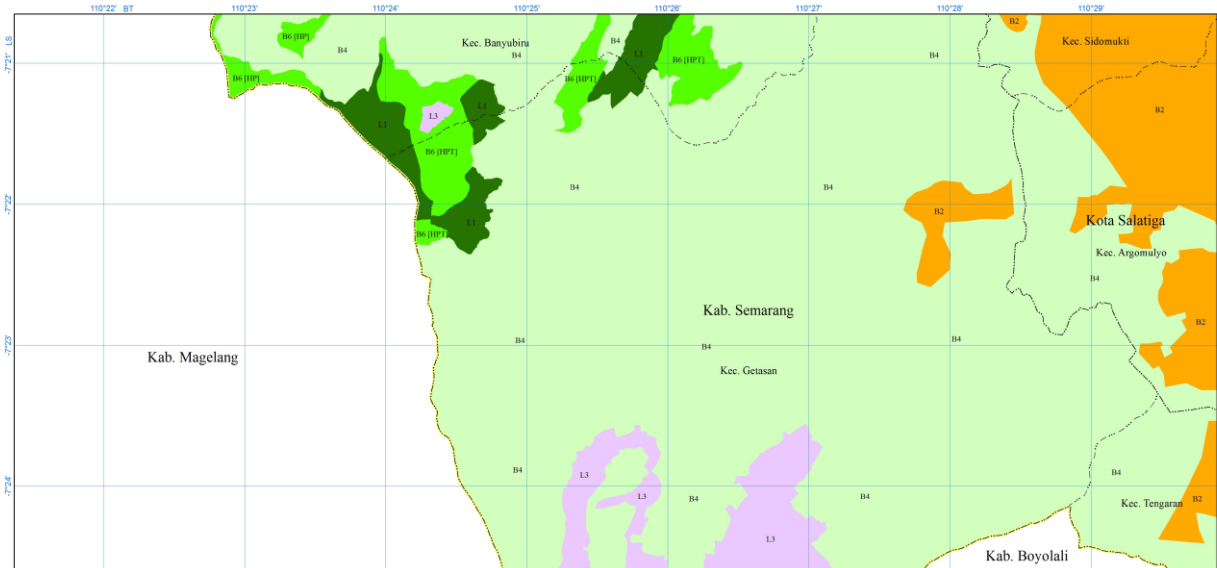 110°22' BT
110°23'
110°24'
110°25'
110°26'
110°27'
110°28'
110°29'
LS
B2
B6 [HP]
B4
Kec. Banyubiru
B4
B4
L1
B4
Kec. Sidomukti
-7°21'
B6 [HP]
B6 [HPT]
B6 [HPT]
L1
L3
L1
B2
B6 [HPT]
B4
B4
-7°22'
L1
B2
B6 [HPT]
Kota Salatiga
Kec. Argomulyo
B4
Kab. Semarang
B2
-7°23'
B4
B4
B4
Kab. Magelang
Kec. Getasan
B4
L3
B4
-7°24'
L3
B4
B4
B2
Kec. Tengaran
L3
Kab. Boyolali